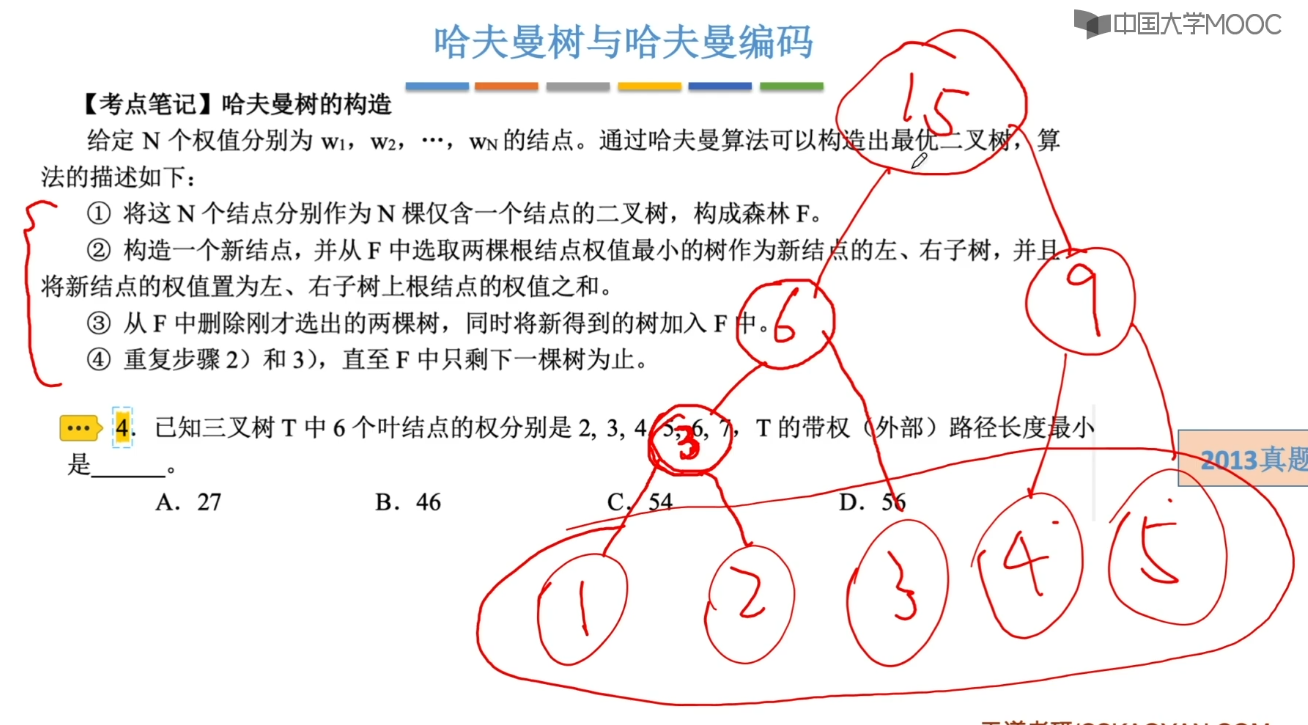 中国大学MOOC
哈夫曼树与哈夫曼编码
【考点笔记】哈夫曼树的构造
给定 N 个权值分别为 w1，w2，…，wN 的结点。通过哈夫曼算法可以构造出最优二叉树，算
法的描述如下：
① 将这 N 个结点分别作为 N 棵仅含一个结点的二叉树，构成森林 F。
② 构造一个新结点，并从 F 中选取两棵根结点权值最小的树作为新结点的左、右子树，并且
将新结点的权值置为左、右子树上根结点的权值之和。
③ 从 F 中删除刚才选出的两棵树，同时将新得到的树加入 F 中。
④ 重复步骤 2）和 3），直至 F 中只剩下一棵树为止。
4. 已知三叉树 T 中 6 个叶结点的权分别是 2, 3, 4, 5, 6, 7，T 的带权（外部）路径长度最小
是______。
2013真题
A．27 B．46 C．54 D．56
15
6 9
3
1 2 3 4 5